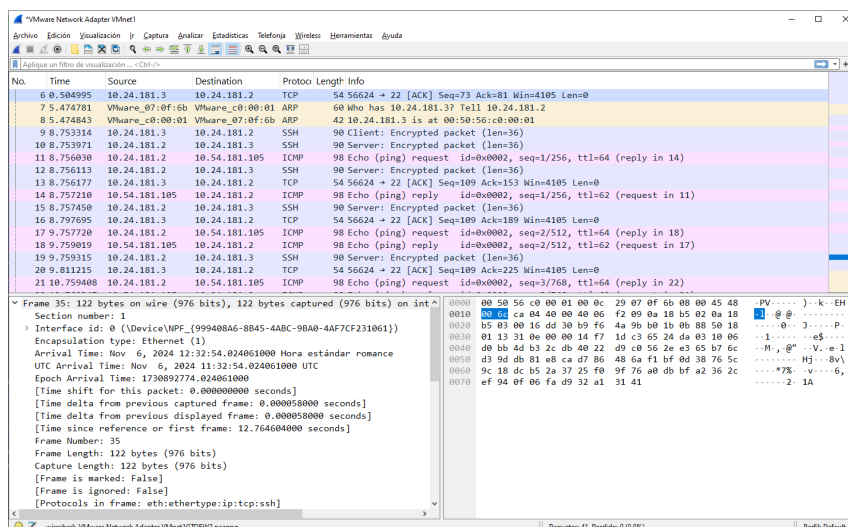 *VMware Network Adapter VMnet1
Archivo Edición Visualización Ir Captura Analizar Estadísticas Telefonía Wireless Herramientas Ayuda
Aplique un filtro de visualización ... <Ctrl-/>
No. Time Source Destination Protoco Length Info
6 0.504995 10.24.181.3 10.24.181.2 TCP 54 56624 → 22 [ACK] Seq=73 Ack=81 Win=4105 Len=0
7 5.474781 VMware_07:0f:6b VMware_c0:00:01 ARP 60 Who has 10.24.181.3? Tell 10.24.181.2
8 5.474843 VMware_c0:00:01 VMware_07:0f:6b ARP 42 10.24.181.3 is at 00:50:56:c0:00:01
9 8.753314 10.24.181.3 10.24.181.2 SSH 90 Client: Encrypted packet (len=36)
10 8.753971 10.24.181.2 10.24.181.3 SSH 90 Server: Encrypted packet (len=36)
11 8.756030 10.24.181.2 10.54.181.105 ICMP 98 Echo (ping) request id=0x0002, seq=1/256, ttl=64 (reply in 14)
12 8.756113 10.24.181.2 10.24.181.3 SSH 90 Server: Encrypted packet (len=36)
13 8.756177 10.24.181.3 10.24.181.2 TCP 54 56624 → 22 [ACK] Seq=109 Ack=153 Win=4105 Len=0
14 8.757210 10.54.181.105 10.24.181.2 ICMP 98 Echo (ping) reply id=0x0002, seq=1/256, ttl=62 (request in 11)
15 8.757450 10.24.181.2 10.24.181.3 SSH 90 Server: Encrypted packet (len=36)
16 8.797695 10.24.181.3 10.24.181.2 TCP 54 56624 → 22 [ACK] Seq=109 Ack=189 Win=4105 Len=0
17 9.757720 10.24.181.2 10.54.181.105 ICMP 98 Echo (ping) request id=0x0002, seq=2/512, ttl=64 (reply in 18)
18 9.759019 10.54.181.105 10.24.181.2 ICMP 98 Echo (ping) reply id=0x0002, seq=2/512, ttl=62 (request in 17)
19 9.759315 10.24.181.2 10.24.181.3 SSH 90 Server: Encrypted packet (len=36)
20 9.811215 10.24.181.3 10.24.181.2 TCP 54 56624 → 22 [ACK] Seq=109 Ack=225 Win=4105 Len=0
21 10.759408 10.24.181.2 10.54.181.105 ICMP 98 Echo (ping) request id=0x0002, seq=3/768, ttl=64 (reply in 22)
Frame 35: 122 bytes on wire (976 bits), 122 bytes captured (976 bits) on int
Section number: 1
Interface id: 0 (\Device\NPF_{999408A6-8B45-4ABC-9BA0-4AF7CF231061})
Encapsulation type: Ethernet (1)
Arrival Time: Nov 6, 2024 12:32:54.024061000 Hora estándar romance
UTC Arrival Time: Nov 6, 2024 11:32:54.024061000 UTC
Epoch Arrival Time: 1730892774.024061000
[Time shift for this packet: 0.000000000 seconds]
[Time delta from previous captured frame: 0.000058000 seconds]
[Time delta from previous displayed frame: 0.000058000 seconds]
[Time since reference or first frame: 12.764604000 seconds]
Frame Number: 35
Frame Length: 122 bytes (976 bits)
Capture Length: 122 bytes (976 bits)
[Frame is marked: False]
[Frame is ignored: False]
[Protocols in frame: eth:ethertype:ip:tcp:ssh]
0000 00 50 56 c0 00 01 00 0c 29 07 0f 6b 08 00 45 48 ·PV····· )··k··EH
0010 00 6c ca 04 40 00 40 06 f2 09 0a 18 b5 02 0a 18 ·l··@·@· ········
0020 b5 03 00 16 dd 30 b9 f6 4a 9b b0 1b 0b 88 50 18 ·····0·· J·····P·
0030 01 13 31 0e 00 00 14 f7 1d c3 65 24 da 03 10 06 ··1····· ··e$····
0040 d0 bb 4d b3 2c db 40 22 d9 c0 56 2e e3 65 b7 6c ··M·,·@" ··V.·e·l
0050 d3 9d db 81 e8 ca d7 86 48 6a f1 bf 0d 38 76 5c ········ Hj···8v\
0060 9c 18 dc b5 2a 37 25 f0 9f 76 a0 db bf a2 36 2c ····*7%· ·v····6,
0070 ef 94 0f 06 fa d9 32 a1 31 41 ······2· 1A